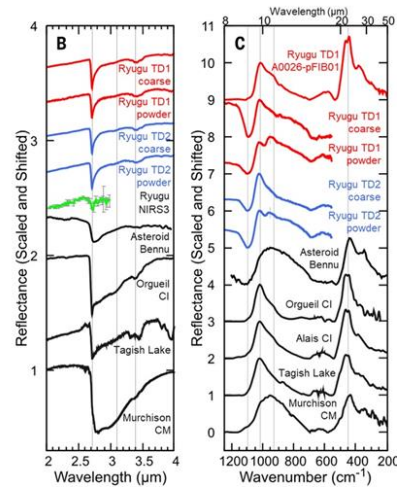 Wavelength (µm)
8 10 20 30 50
4
3
2
1
B
Ryugu TD1
coarse
Ryugu TD1
powder
Ryugu TD2
coarse
Ryugu TD2
powder
Ryugu
NIRS3
Asteroid
Bennu
Orgueil
CI
Tagish Lake
Murchison
CM
2 2.5 3 3.5 4
Wavelength (µm)
Reflectance (Scaled and Shifted)
11
10
9
8
7
6
5
4
3
2
1
0
C
Ryugu TD1
A0026-pFIB01
Ryugu TD1
coarse
Ryugu TD1
powder
Ryugu TD2
coarse
Ryugu TD2
powder
Asteroid
Bennu
Orgueil CI
Alais CI
Tagish Lake
Murchison
CM
1200 1000 800 600 400 200
Wavenumber (cm⁻¹)
Reflectance (Scaled and Shifted)